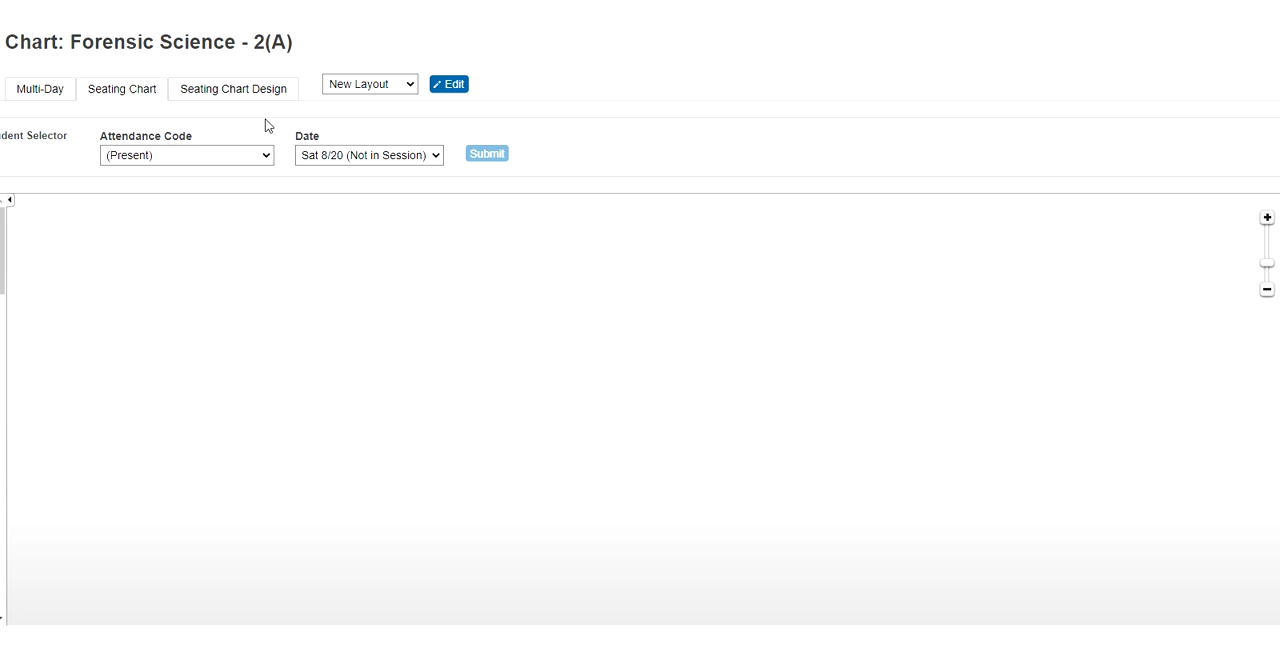 Chart: Forensic Science - 2(A)
Multi-Day Seating Chart Seating Chart Design New Layout Edit
dent Selector Attendance Code Date
(Present) Sat 8/20 (Not in Session) Submit